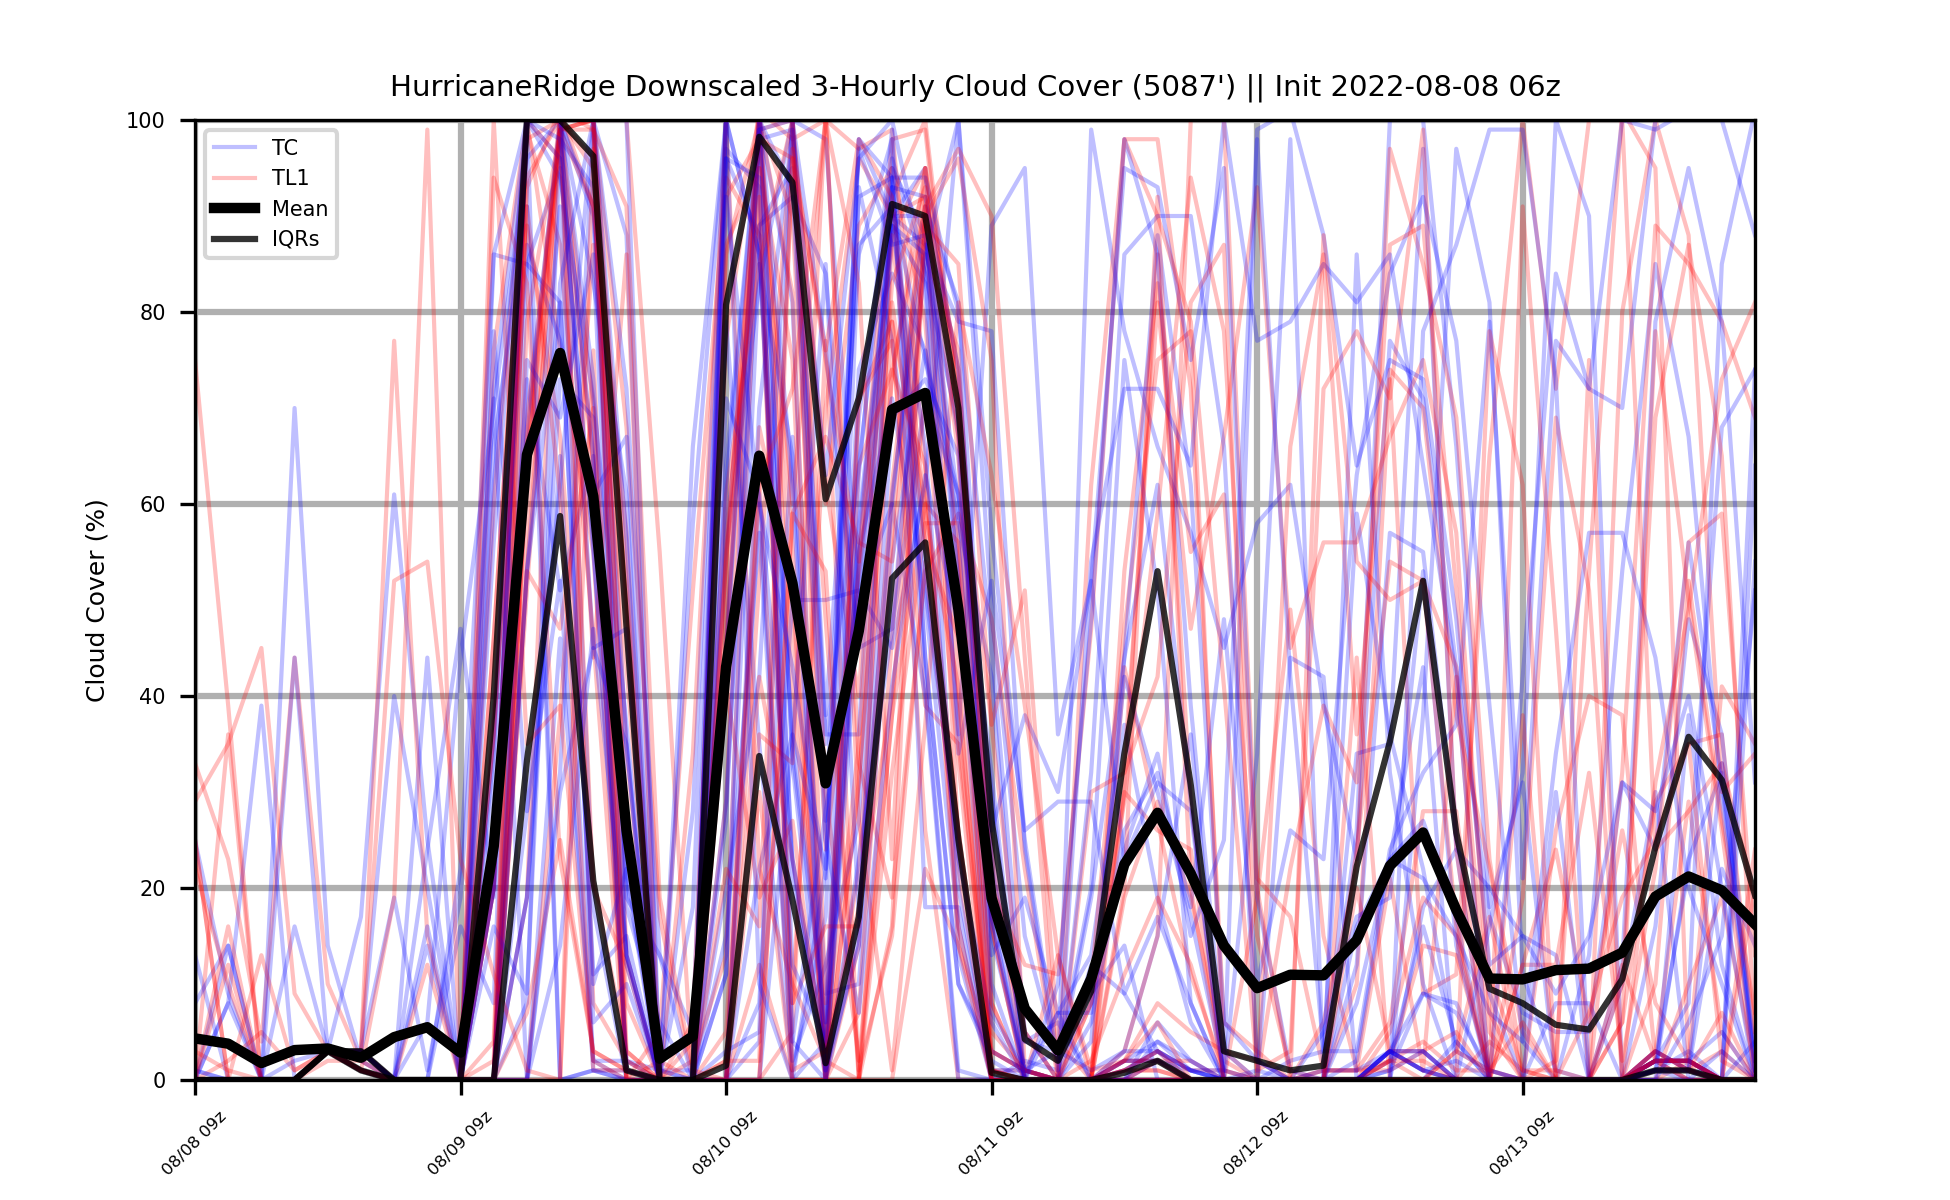 HurricaneRidge Downscaled 3-Hourly Cloud Cover (5087') || Init 2022-08-08 06z
TC
TL1
Mean
IQRs
Cloud Cover (%)
100
80
60
40
20
0
08/08 09z
08/09 09z
08/10 09z
08/11 09z
08/12 09z
08/13 09z